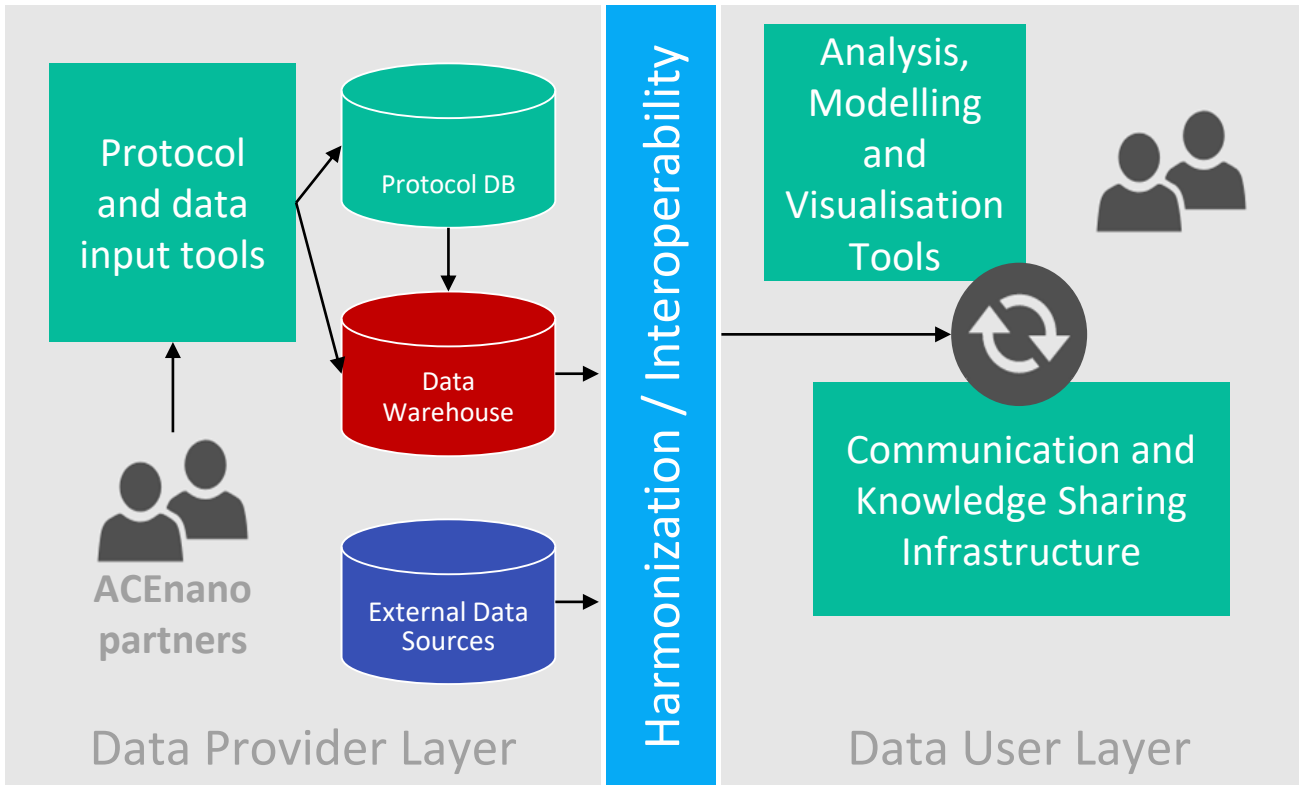 Protocol
and data
input tools
Protocol DB
Data
Warehouse
External Data
Sources
ACEnano
partners
Data Provider Layer
Harmonization / Interoperability
Analysis,
Modelling
and
Visualisation
Tools
Communication and
Knowledge Sharing
Infrastructure
Data User Layer